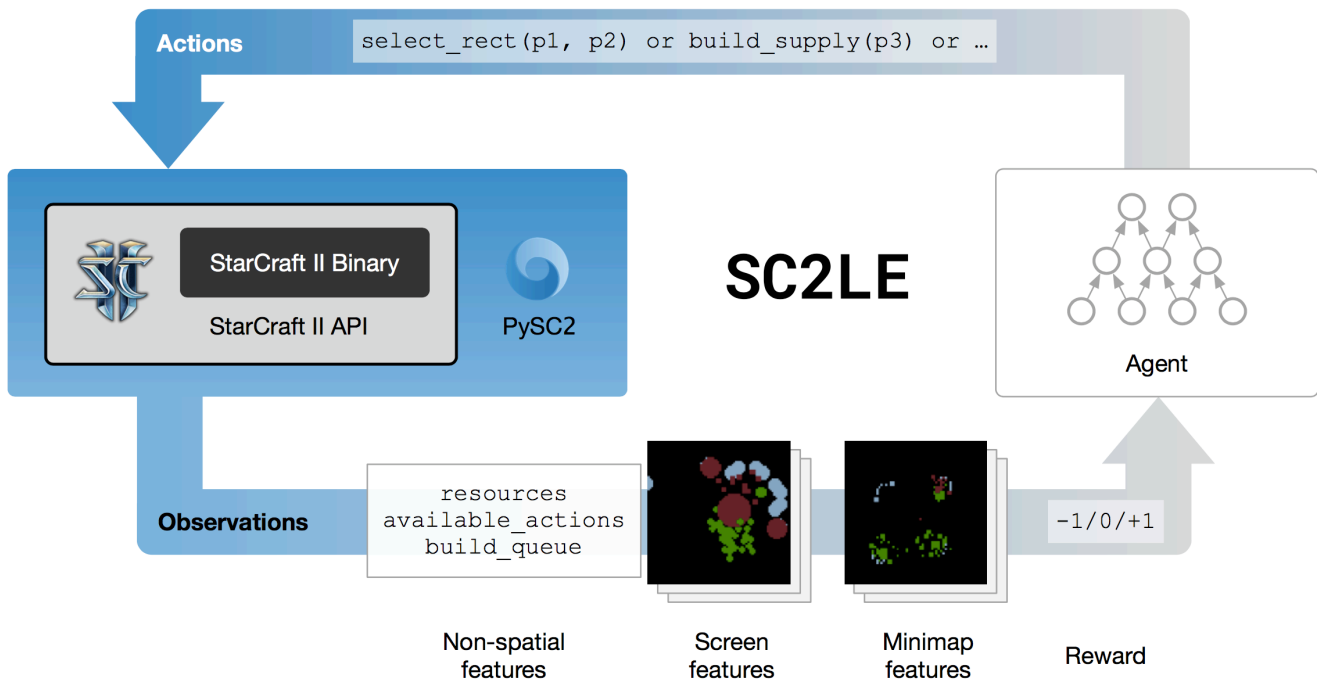 Actions
select_rect(p1, p2) or build_supply(p3) or …
SC
StarCraft II Binary
StarCraft II API
PySC2
SC2LE
Agent
Observations
resources
available_actions
build_queue
-1/0/+1
Non-spatial
features
Screen
features
Minimap
features
Reward